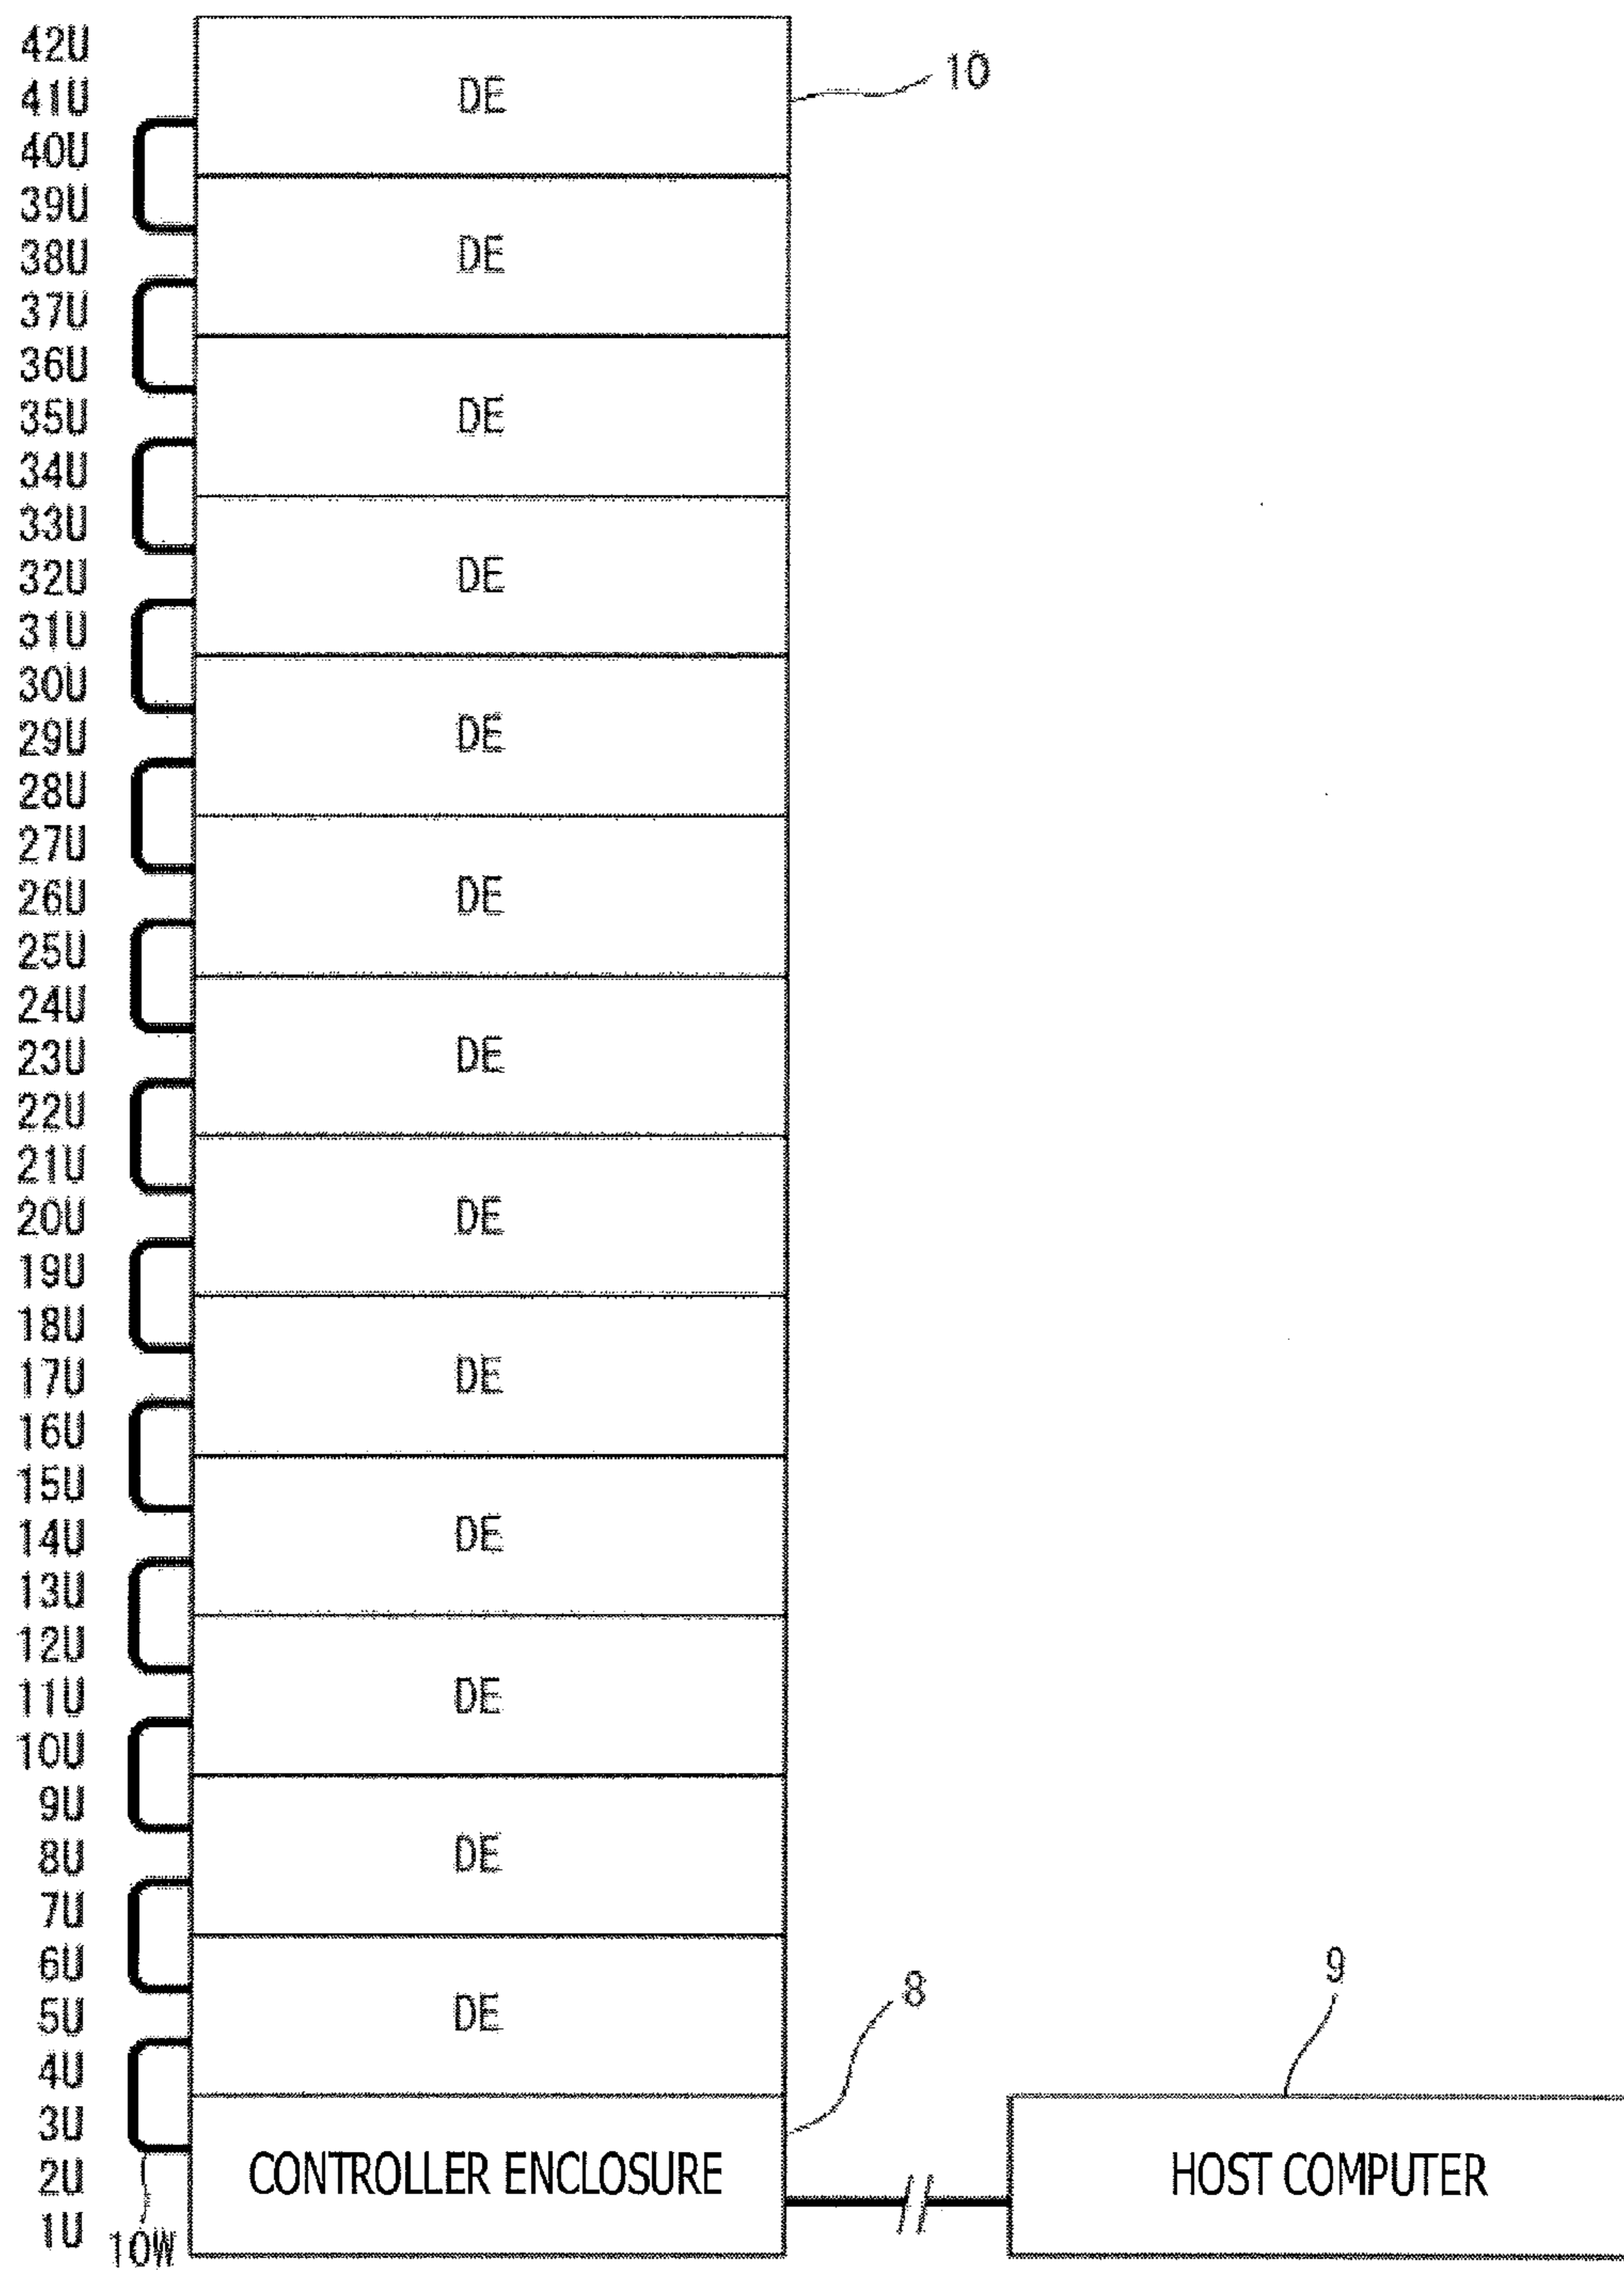 42U
41U
DE
10
40U
39U
38U
DE
37U
36U
35U
DE
34U
33U
32U
DE
31U
30U
29U
DE
28U
27U
26U
DE
25U
24U
23U
DE
22U
21U
20U
DE
19U
18U
17U
DE
16U
15U
14U
DE
13U
12U
11U
DE
10U
9U
8U
DE
7U
6U
5U
DE
8
9
4U
3U
2U
CONTROLLER ENCLOSURE
HOST COMPUTER
1U
10W